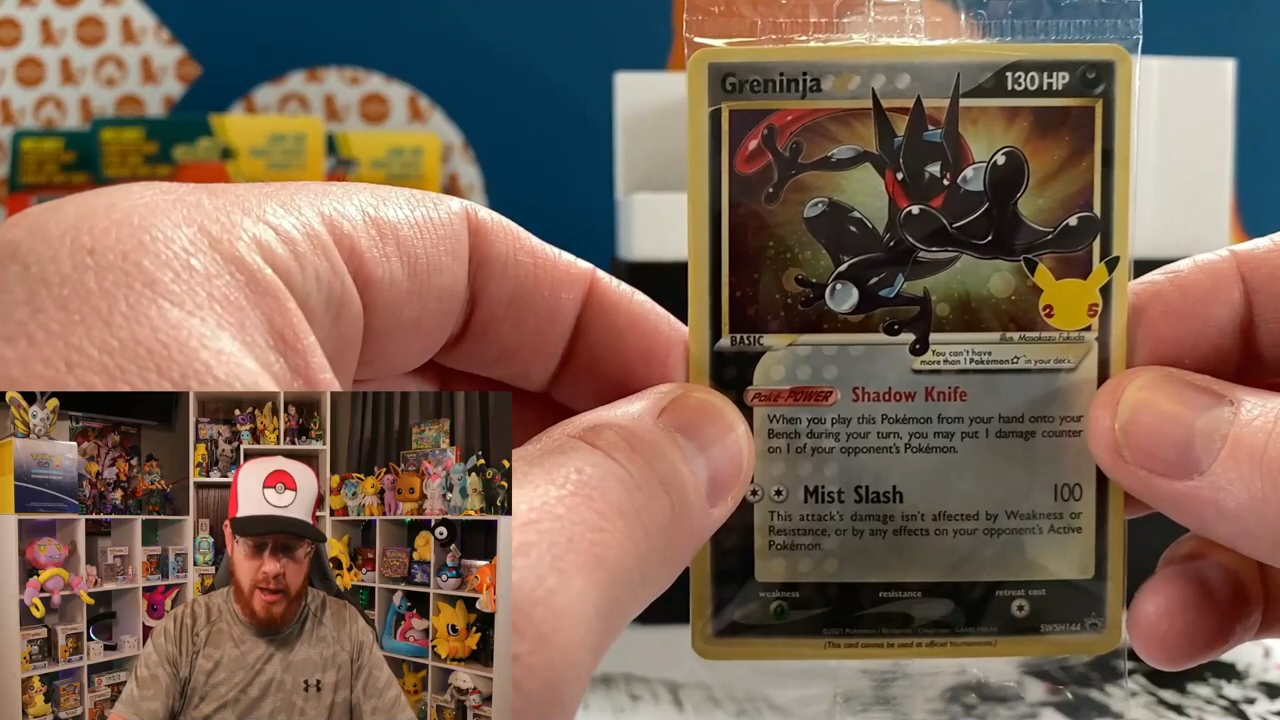 Greninja
130 HP
2 5
BASIC
Illus. Masakazu Fukuda
You can't have
more than 1 Pokémon☆ in your deck.
Poké-POWER Shadow Knife
When you play this Pokémon from your hand onto your
Bench during your turn, you may put 1 damage counter
on 1 of your opponent's Pokémon.
Mist Slash 100
This attack's damage isn't affected by Weakness or
Resistance, or by any effects on your opponent's Active
Pokémon.
weakness resistance retreat cost
SWSH144
(This card cannot be used at official tournaments.)
GO